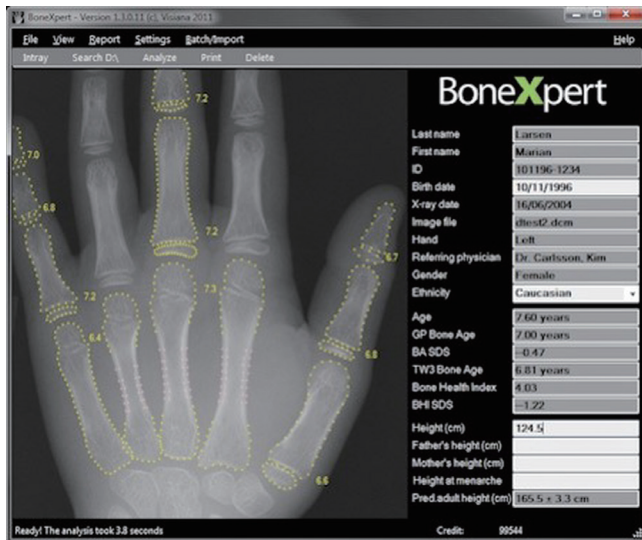 BoneXpert - Version 1.3.0.11 (c), Visiana 2011
File View Report Settings Batch/Import Help
Intray Search D:\ Analyze Print Delete
BoneXpert
Last name Larsen
First name Marian
ID 101196-1234
Birth date 10/11/1996
X-ray date 16/06/2004
Image file dtest2.dcm
Hand Left
Referring physician Dr. Carlsson, Kim
Gender Female
Ethnicity Caucasian
Age 7.60 years
GP Bone Age 7.00 years
BA SDS -0.47
TW3 Bone Age 6.81 years
Bone Health Index 4.03
BHI SDS -1.22
Height (cm) 124.5
Father's height (cm)
Mother's height (cm)
Height at menarche
Pred.adult height (cm) 165.5 ± 3.3 cm
7.2
7.0
6.8
7.2
6.7
7.2
7.3
6.4
6.8
6.6
Ready! The analysis took 3.8 seconds Credit: 99544